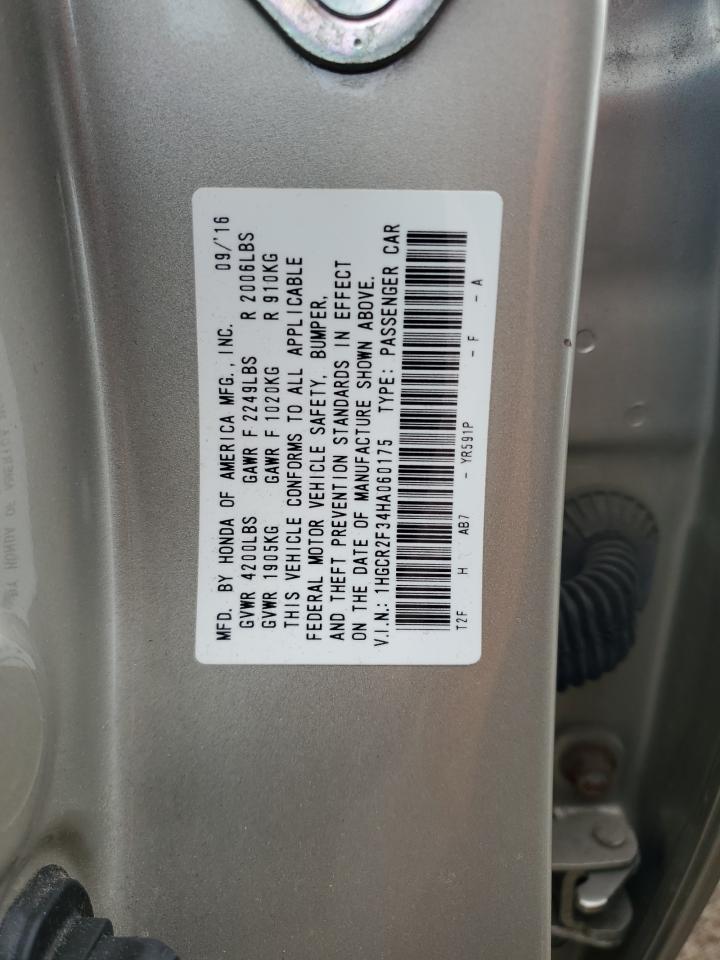 MFD. BY HONDA OF AMERICA MFG., INC. 09/'16
GVWR 4200LBS GAWR F 2249LBS R 2006LBS
GVWR 1905KG GAWR F 1020KG R 910KG
THIS VEHICLE CONFORMS TO ALL APPLICABLE
FEDERAL MOTOR VEHICLE SAFETY, BUMPER,
AND THEFT PREVENTION STANDARDS IN EFFECT
ON THE DATE OF MANUFACTURE SHOWN ABOVE.
V.I.N.: 1HGCR2F34HA060175 TYPE: PASSENGER CAR
T2F H AB7 - YR591P - F - A